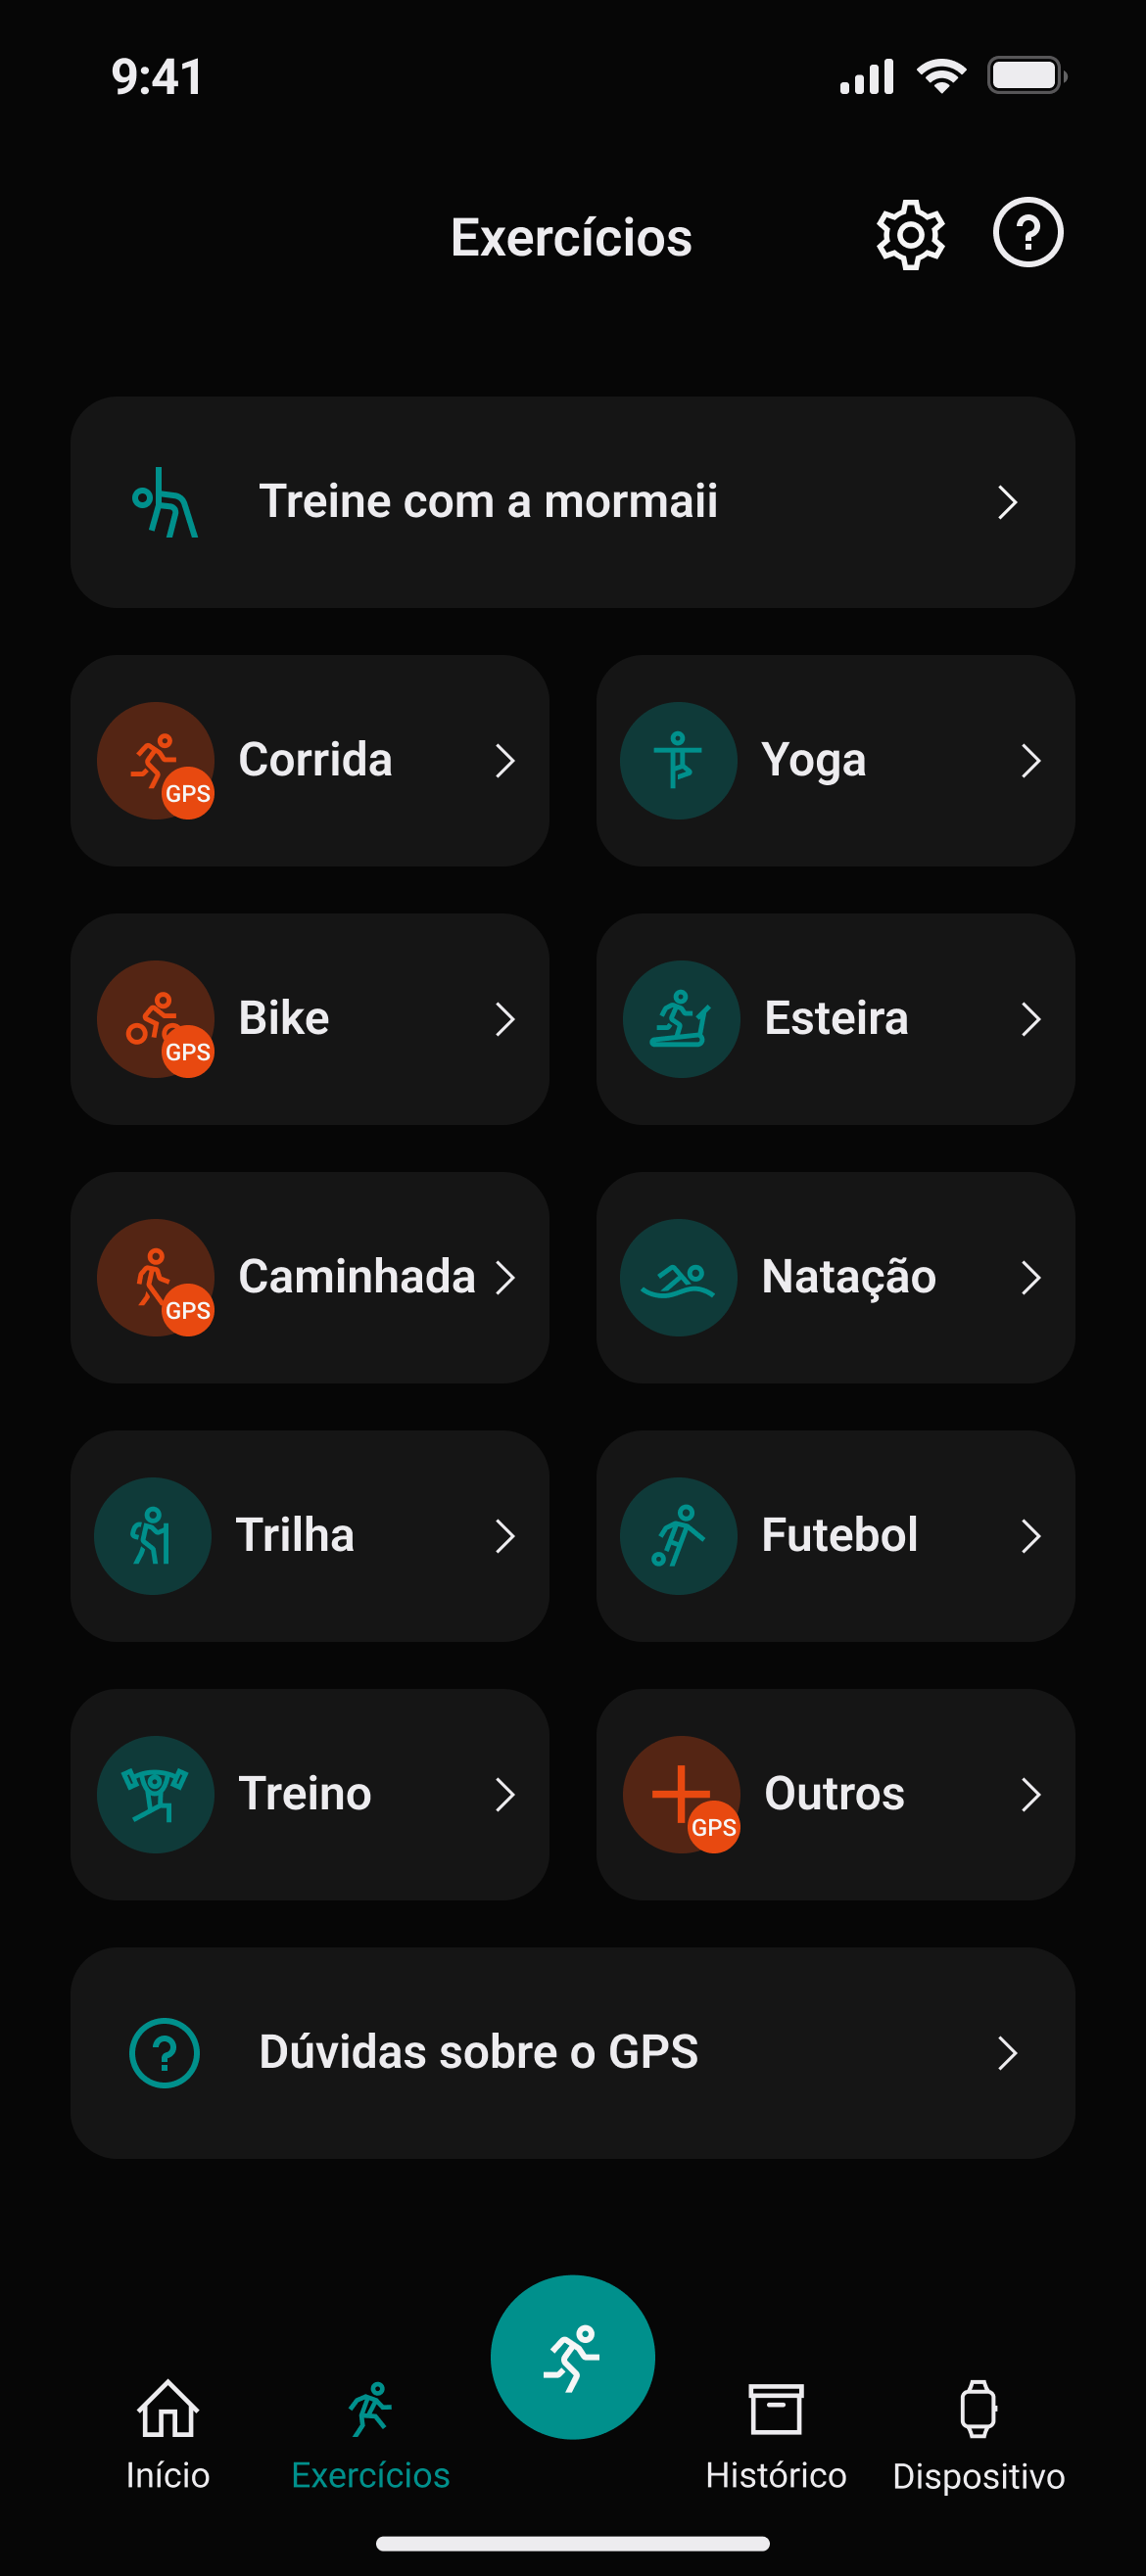 9:41
Exercícios
?
Treine com a mormaii
Corrida
GPS
Yoga
Bike
GPS
Esteira
Caminhada
GPS
Natação
Trilha
Futebol
Treino
Outros
GPS
?
Dúvidas sobre o GPS
Início
Exercícios
Histórico
Dispositivo